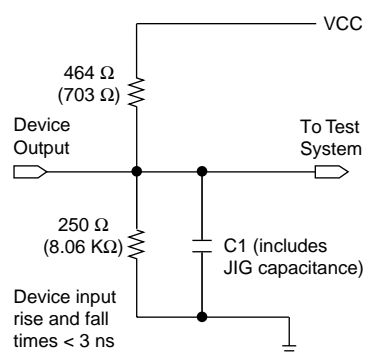 VCC
464 Ω
(703 Ω)
Device
Output
To Test
System
250 Ω
(8.06 KΩ)
C1 (includes
JIG capacitance)
Device input
rise and fall
times < 3 ns